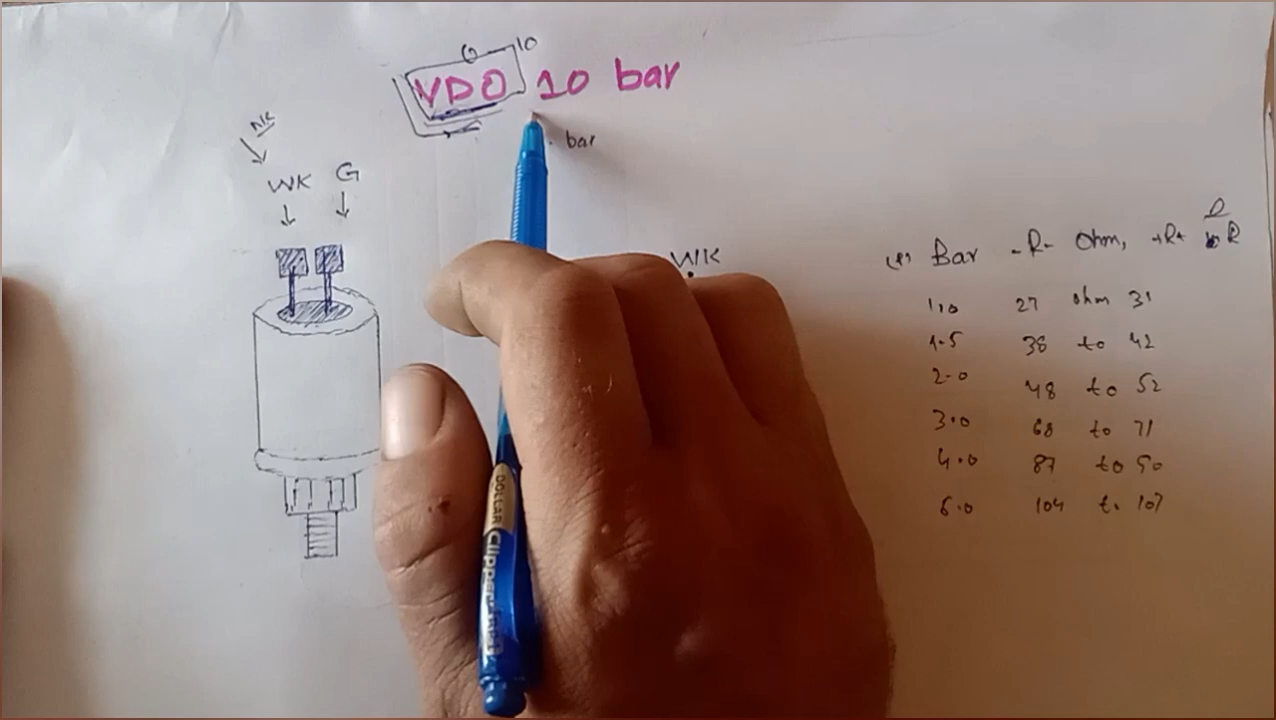 10
VDO 10 bar
bar
WK G
WK
(P) Bar -R- Ohm, +R+
1.0 27 ohm 31
1.5 38 to 42
2.0 48 to 52
3.0 68 to 71
4.0 87 to 90
6.0 104 to 107
DOLLAR Clipper